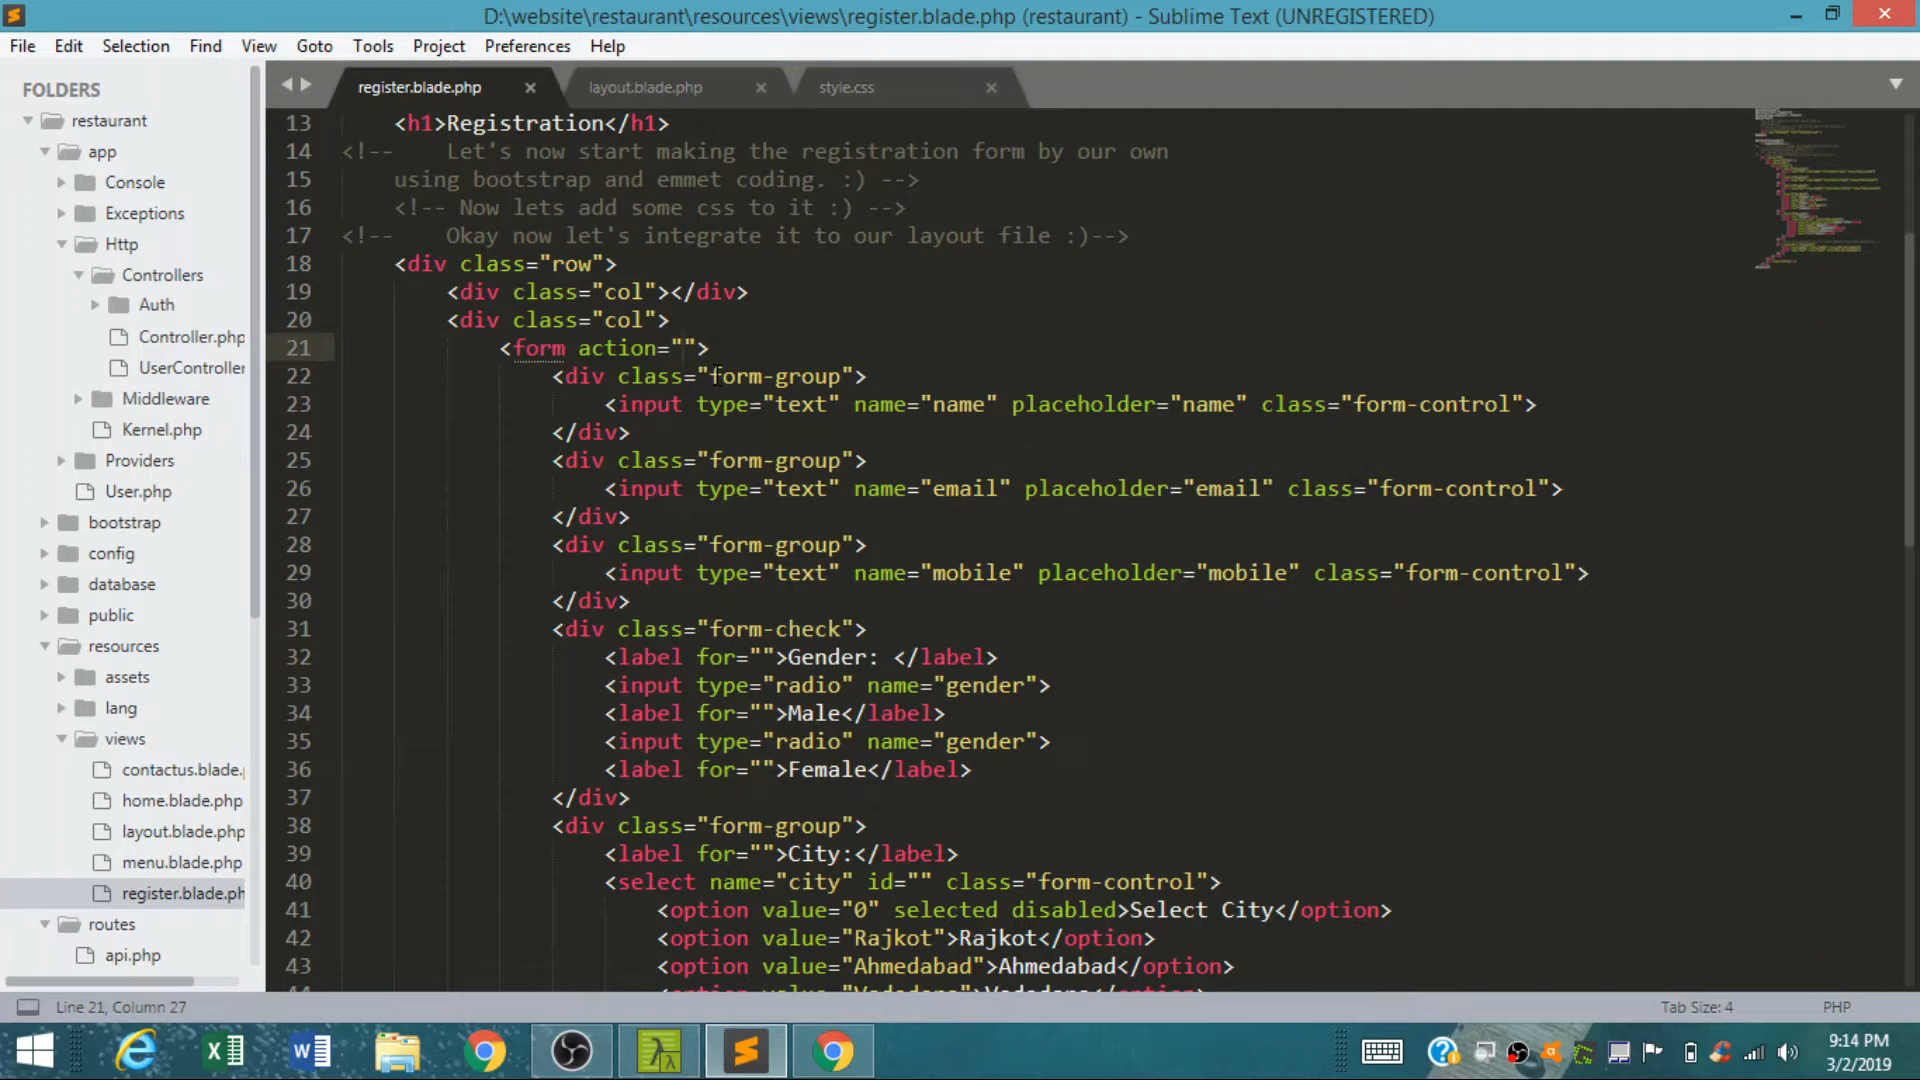 D:\website\restaurant\resources\views\register.blade.php (restaurant) - Sublime Text (UNREGISTERED)
File Edit Selection Find View Goto Tools Project Preferences Help
FOLDERS
restaurant
app
Console
Exceptions
Http
Controllers
Auth
Controller.php
UserController
Middleware
Kernel.php
Providers
User.php
bootstrap
config
database
public
resources
assets
lang
views
contactus.blade.
home.blade.php
layout.blade.php
menu.blade.php
register.blade.ph
routes
api.php
register.blade.php layout.blade.php style.css
13 <h1>Registration</h1>
14 <!-- Let's now start making the registration form by our own
15 using bootstrap and emmet coding. :) -->
16 <!-- Now lets add some css to it :) -->
17 <!-- Okay now let's integrate it to our layout file :)-->
18 <div class="row">
19 <div class="col"></div>
20 <div class="col">
21 <form action="">
22 <div class="form-group">
23 <input type="text" name="name" placeholder="name" class="form-control">
24 </div>
25 <div class="form-group">
26 <input type="text" name="email" placeholder="email" class="form-control">
27 </div>
28 <div class="form-group">
29 <input type="text" name="mobile" placeholder="mobile" class="form-control">
30 </div>
31 <div class="form-check">
32 <label for="">Gender: </label>
33 <input type="radio" name="gender">
34 <label for="">Male</label>
35 <input type="radio" name="gender">
36 <label for="">Female</label>
37 </div>
38 <div class="form-group">
39 <label for="">City:</label>
40 <select name="city" id="" class="form-control">
41 <option value="0" selected disabled>Select City</option>
42 <option value="Rajkot">Rajkot</option>
43 <option value="Ahmedabad">Ahmedabad</option>
Line 21, Column 27 Tab Size: 4 PHP
9:14 PM
3/2/2019